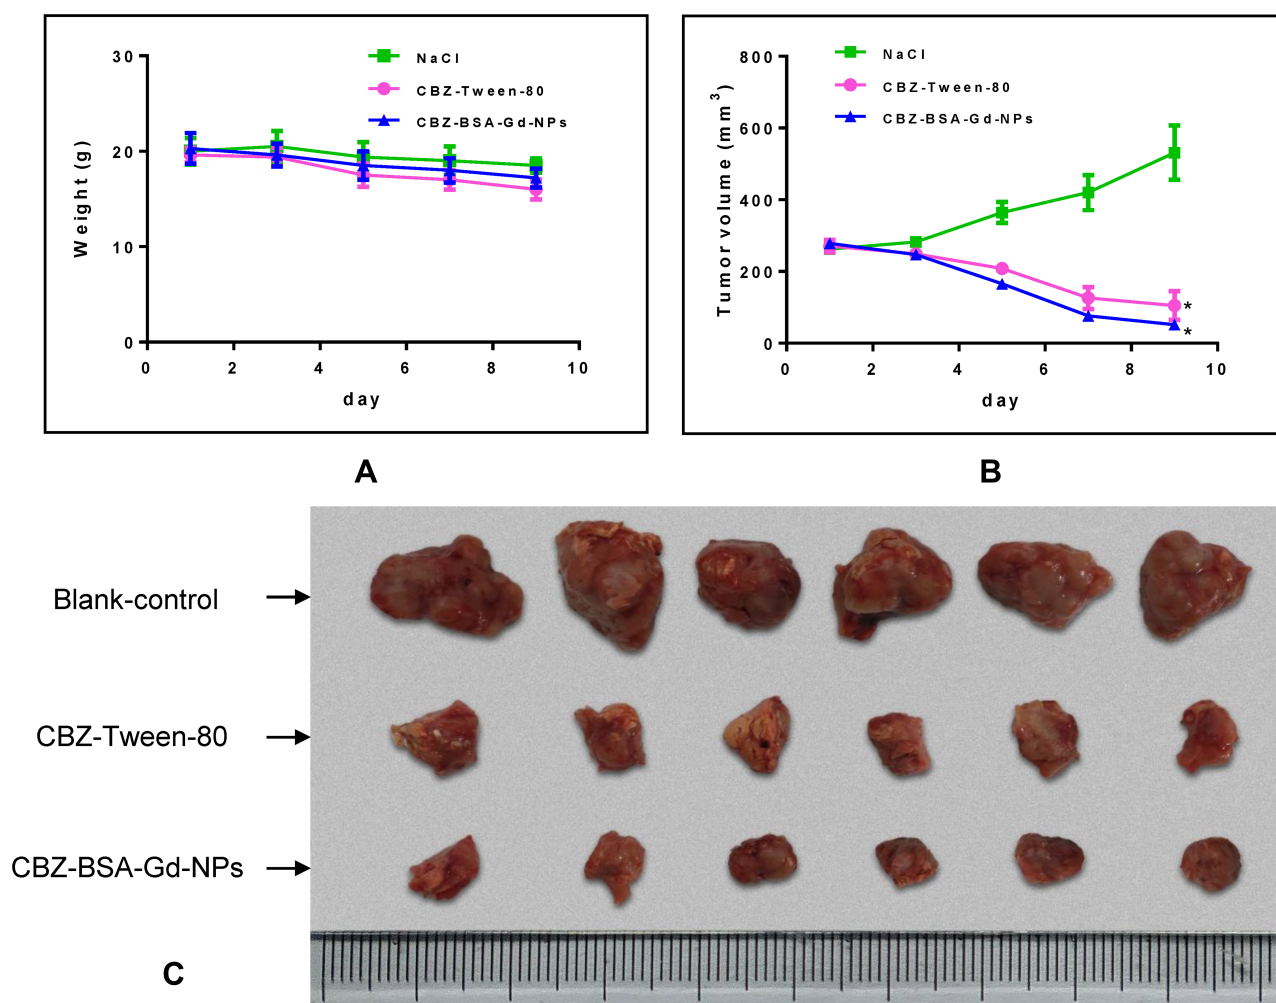 30
20
10
0
Weight (g)
NaCl
CBZ-Tween-80
CBZ-BSA-Gd-NPs
0 2 4 6 8 10
day
A
800
600
400
200
0
Tumor volume (mm³)
NaCl
CBZ-Tween-80
CBZ-BSA-Gd-NPs
*
*
0 2 4 6 8 10
day
B
Blank-control
CBZ-Tween-80
CBZ-BSA-Gd-NPs
C